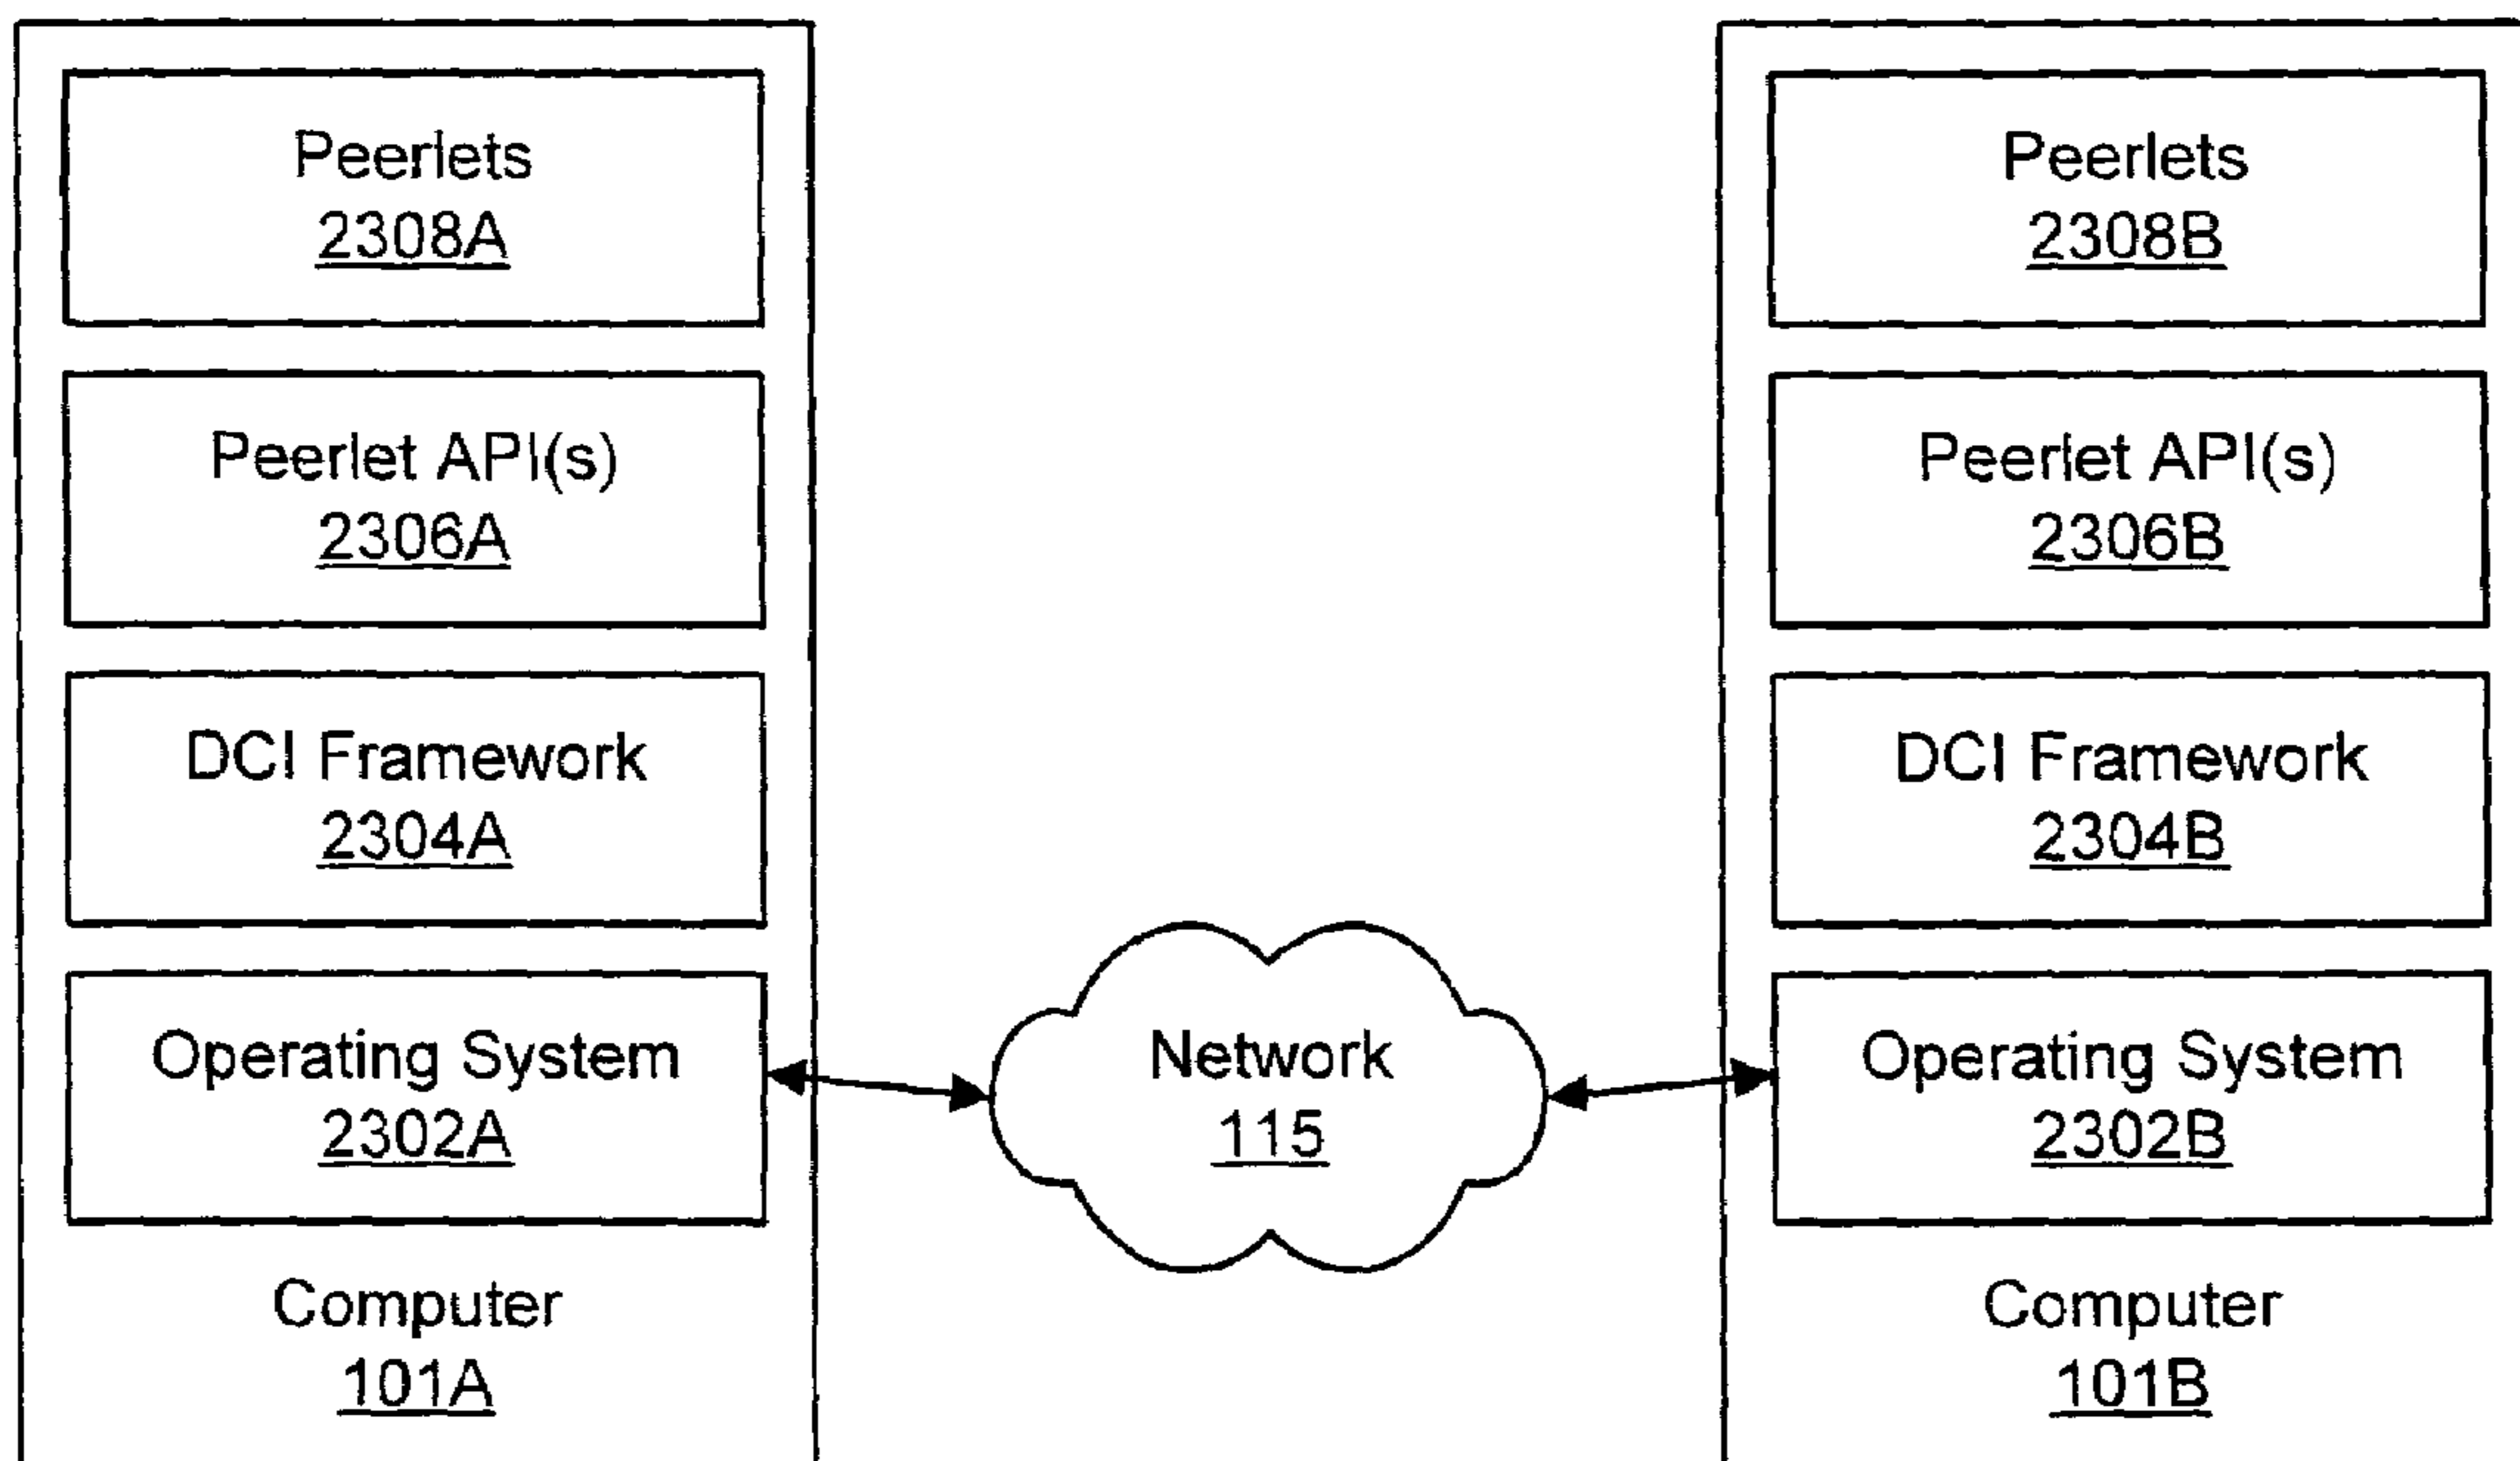 Peerlets
2308A
Peerlet API(s)
2306A
DCI Framework
2304A
Operating System
2302A
Computer
101A
Network
115
Peerlets
2308B
Peerlet API(s)
2306B
DCI Framework
2304B
Operating System
2302B
Computer
101B